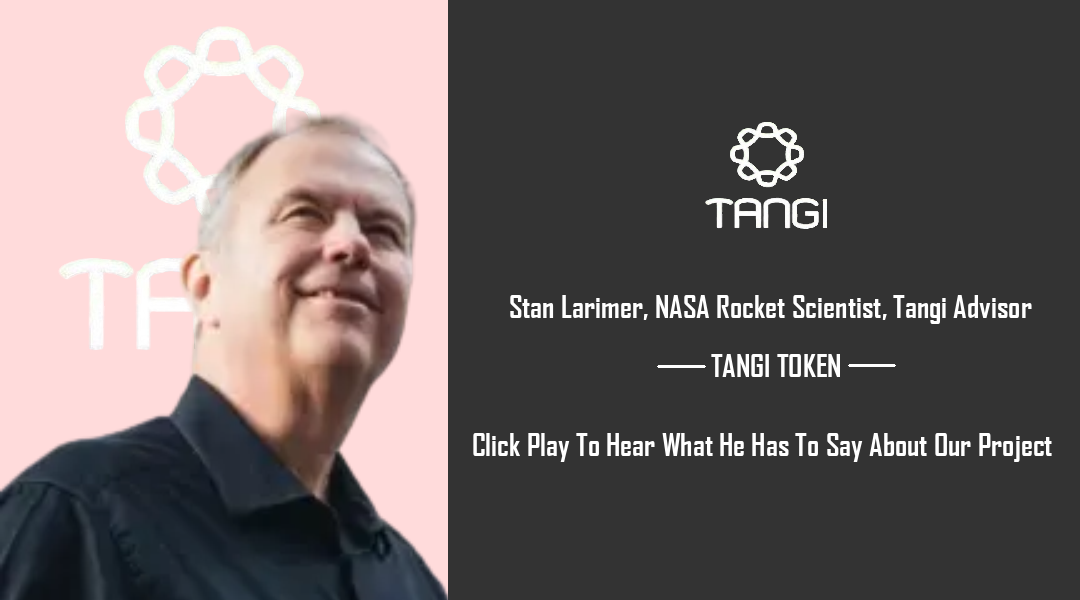 TA
TANGI
Stan Larimer, NASA Rocket Scientist, Tangi Advisor
TANGI TOKEN
Click Play To Hear What He Has To Say About Our Project